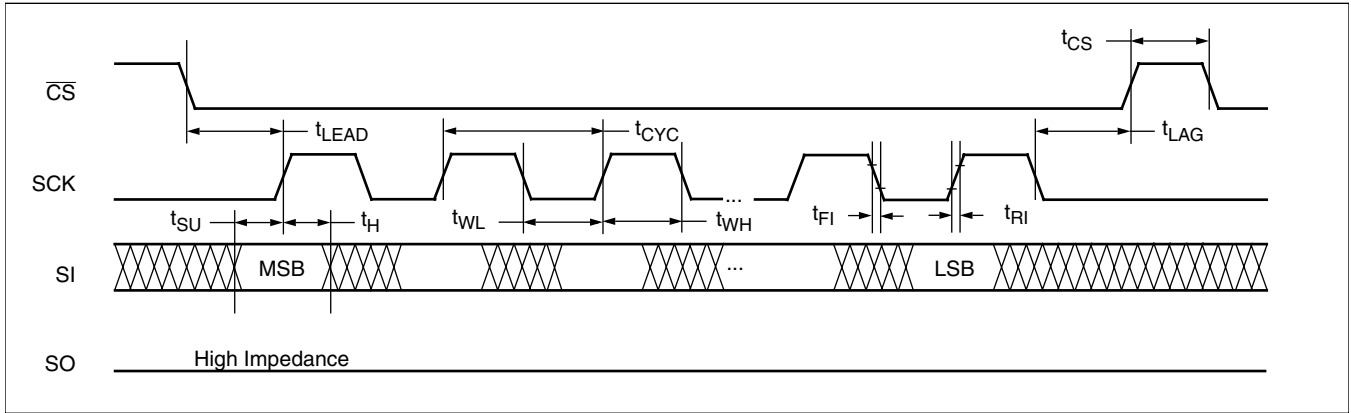 tCS
CS
tLEAD
tCYC
tLAG
SCK
...
tSU
tH
tWL
tWH
tFI
tRI
SI
MSB
...
LSB
SO
High Impedance